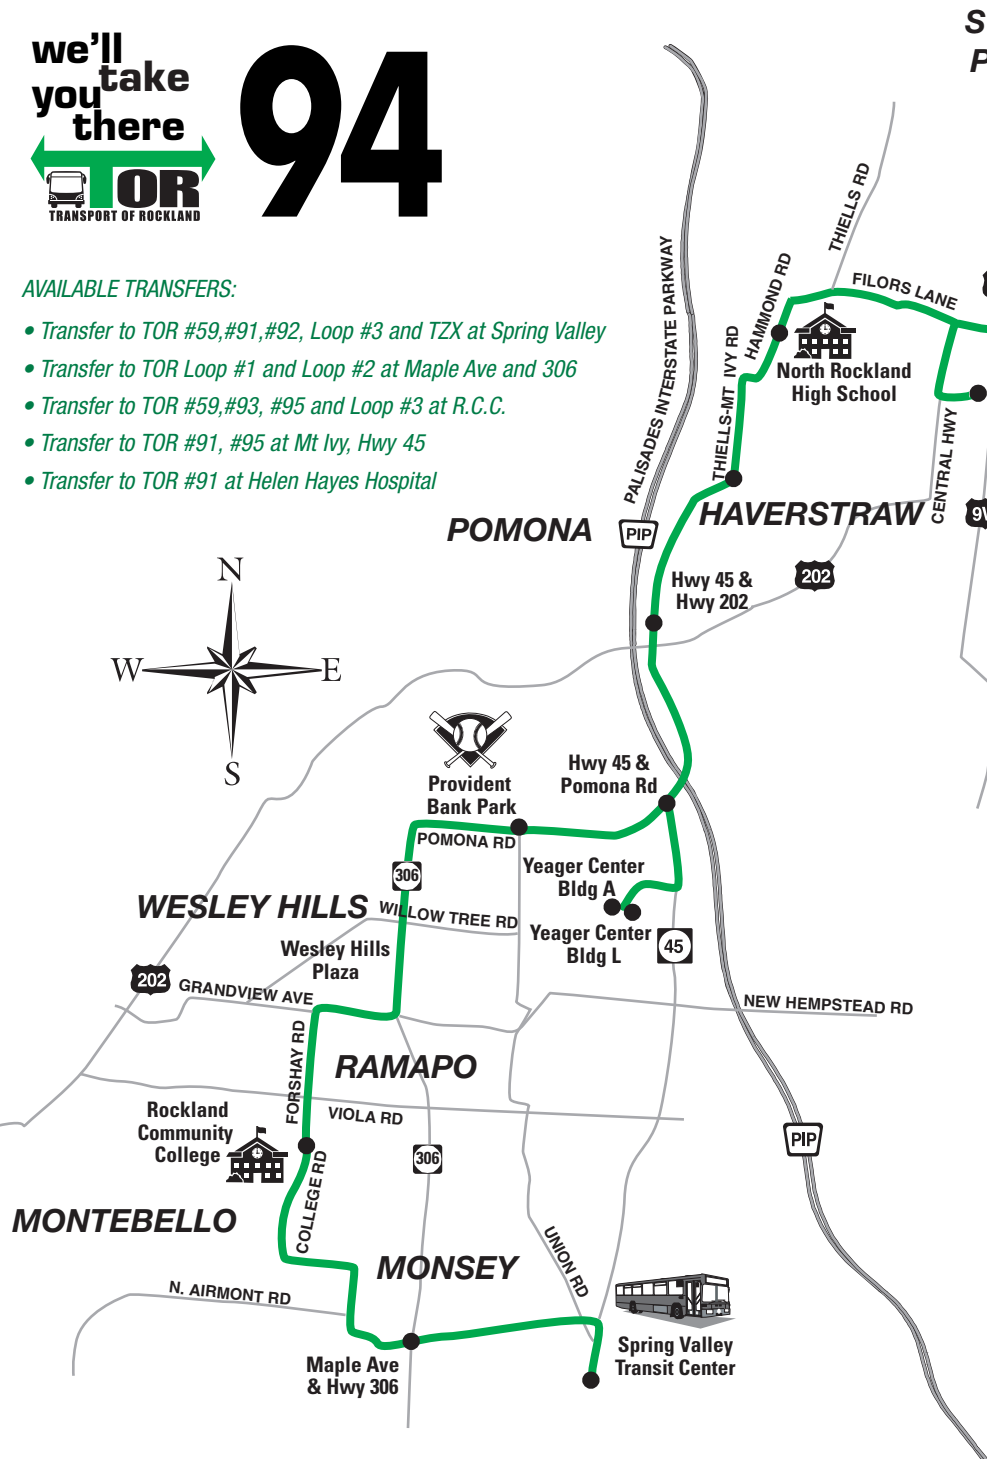 we'll
take
you
there
TOR
TRANSPORT OF ROCKLAND
94
S
P
AVAILABLE TRANSFERS:
• Transfer to TOR #59,#91,#92, Loop #3 and TZX at Spring Valley
• Transfer to TOR Loop #1 and Loop #2 at Maple Ave and 306
• Transfer to TOR #59,#93, #95 and Loop #3 at R.C.C.
• Transfer to TOR #91, #95 at Mt Ivy, Hwy 45
• Transfer to TOR #91 at Helen Hayes Hospital
THIELLS RD
FILORS LANE
HAMMOND RD
PALISADES INTERSTATE PARKWAY
THIELLS-MT IVY RD
North Rockland
High School
CENTRAL HWY
HAVERSTRAW
POMONA
PIP
9W
202
Hwy 45 &
Hwy 202
N
W
E
S
Hwy 45 &
Pomona Rd
Provident
Bank Park
POMONA RD
306
Yeager Center
Bldg A
WESLEY HILLS
WILLOW TREE RD
Yeager Center
Bldg L
45
Wesley Hills
Plaza
202
GRANDVIEW AVE
NEW HEMPSTEAD RD
FORSHAY RD
RAMAPO
VIOLA RD
Rockland
Community
College
306
PIP
COLLEGE RD
MONTEBELLO
MONSEY
UNION RD
N. AIRMONT RD
Spring Valley
Transit Center
Maple Ave
& Hwy 306